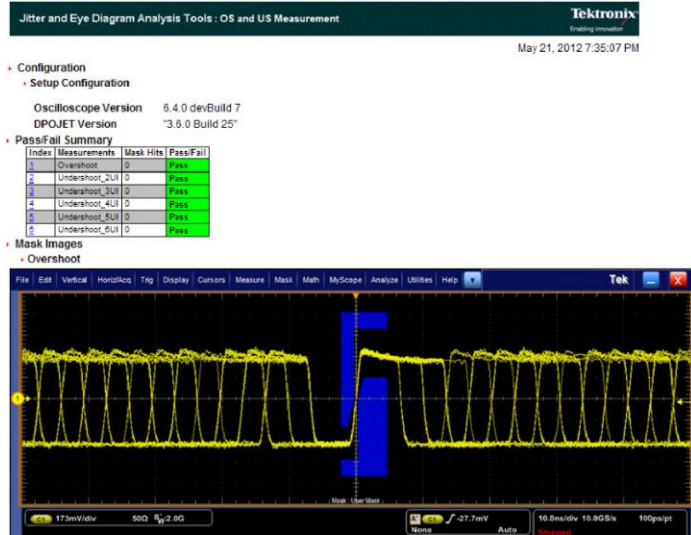 Jitter and Eye Diagram Analysis Tools : OS and US Measurement
Tektronix
Enabling Innovation
May 21, 2012 7:35:07 PM
Configuration
Setup Configuration
Oscilloscope Version 6.4.0 devBuild 7
DPOJET Version "3.6.0 Build 25"
Pass/Fail Summary
Index Measurements Mask Hits Pass/Fail
1 Overshoot 0 Pass
2 Undershoot_2UI 0 Pass
3 Undershoot_3UI 0 Pass
4 Undershoot_4UI 0 Pass
5 Undershoot_5UI 0 Pass
6 Undershoot_6UI 0 Pass
Mask Images
Overshoot
File Edit Vertical Horiz/Acq Trig Display Cursors Measure Mask Math MyScope Analyze Utilities Help Tek X
1
Mask : User Mask
C1 173mV/div 50Ω BW:2.0G
A' C1 -27.7mV
None Auto
10.0ns/div 10.0GS/s 100ps/pt
Stopped